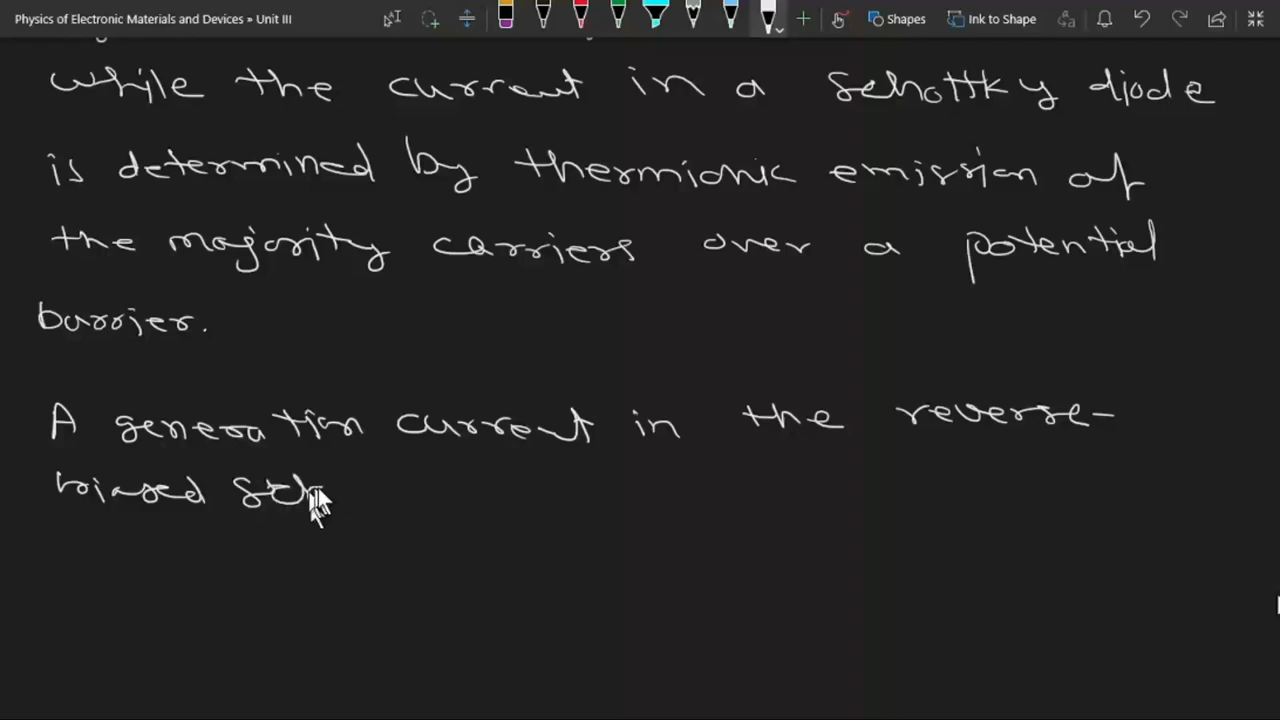 Physics of Electronic Materials and Devices » Unit III
Shapes
Ink to Shape
while the current in a Schottky diode
is determined by thermionic emission of
the majority carriers over a potential
barrier.
A generation current in the reverse-
biased Sch